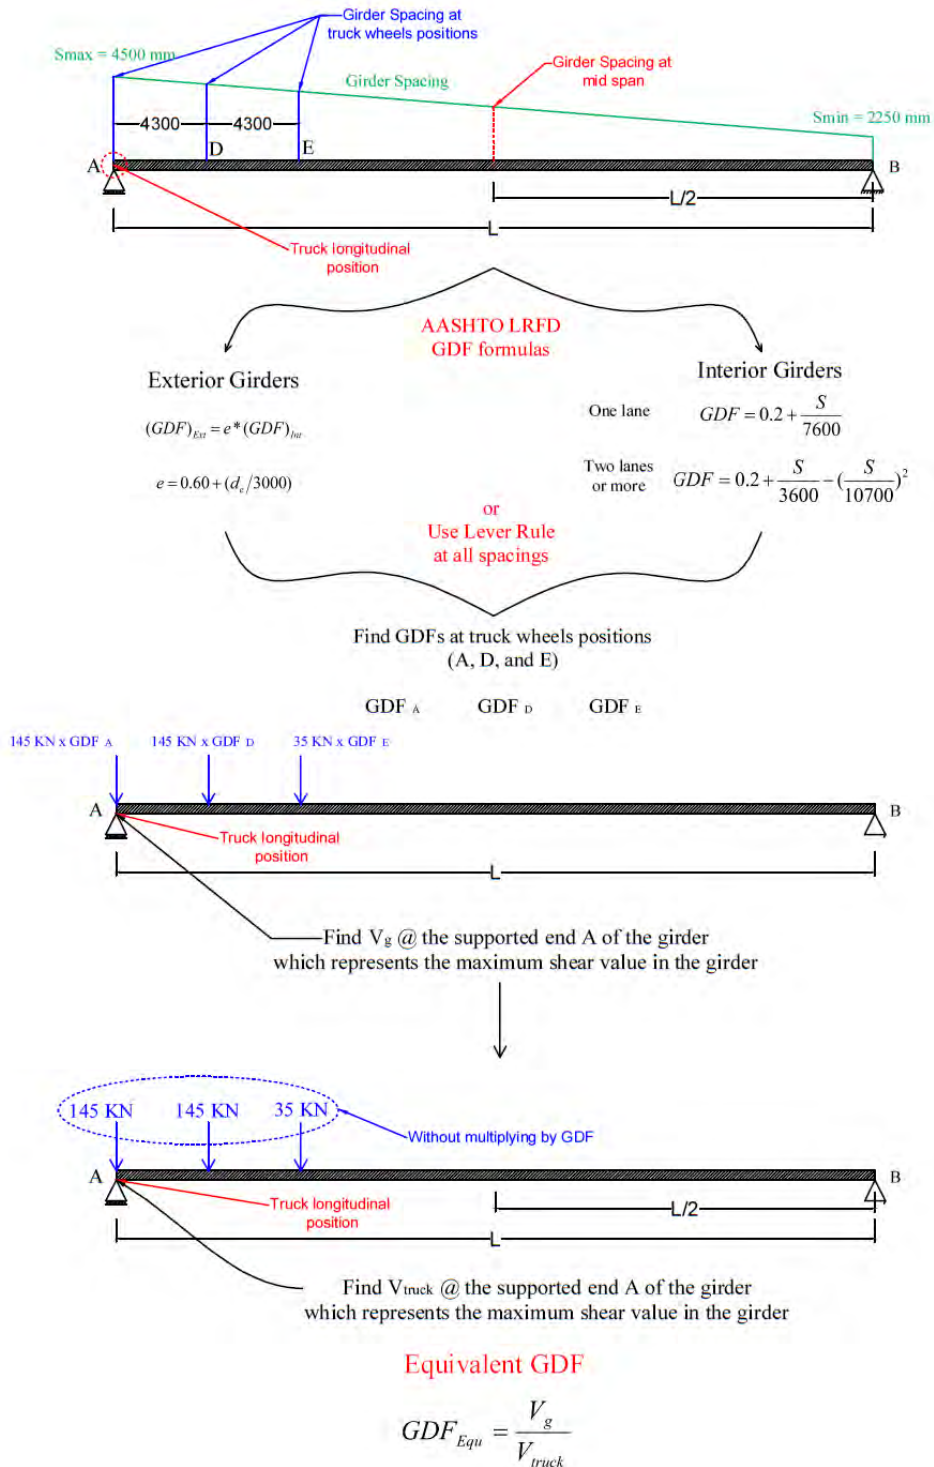 Girder Spacing at
truck wheels positions
Smax = 4500 mm
Girder Spacing at
mid span
Girder Spacing
Smin = 2250 mm
4300
4300
A
D
E
B
L/2
L
Truck longitudinal
position
AASHTO LRFD
GDF formulas
Exterior Girders
Interior Girders
(GDF)Ext = e*(GDF)Int
e = 0.60 + (de/3000)
One lane
GDF = 0.2 + S/7600
Two lanes
or more
GDF = 0.2 + S/3600 − (S/10700)²
or
Use Lever Rule
at all spacings
Find GDFs at truck wheels positions
(A, D, and E)
GDF A GDF D GDF E
145 KN x GDF A 145 KN x GDF D 35 KN x GDF E
A
B
Truck longitudinal
position
L
Find Vg @ the supported end A of the girder
which represents the maximum shear value in the girder
145 KN 145 KN 35 KN
Without multiplying by GDF
A
B
Truck longitudinal
position
L/2
L
Find Vtruck @ the supported end A of the girder
which represents the maximum shear value in the girder
Equivalent GDF
GDFEqu = Vg/Vtruck